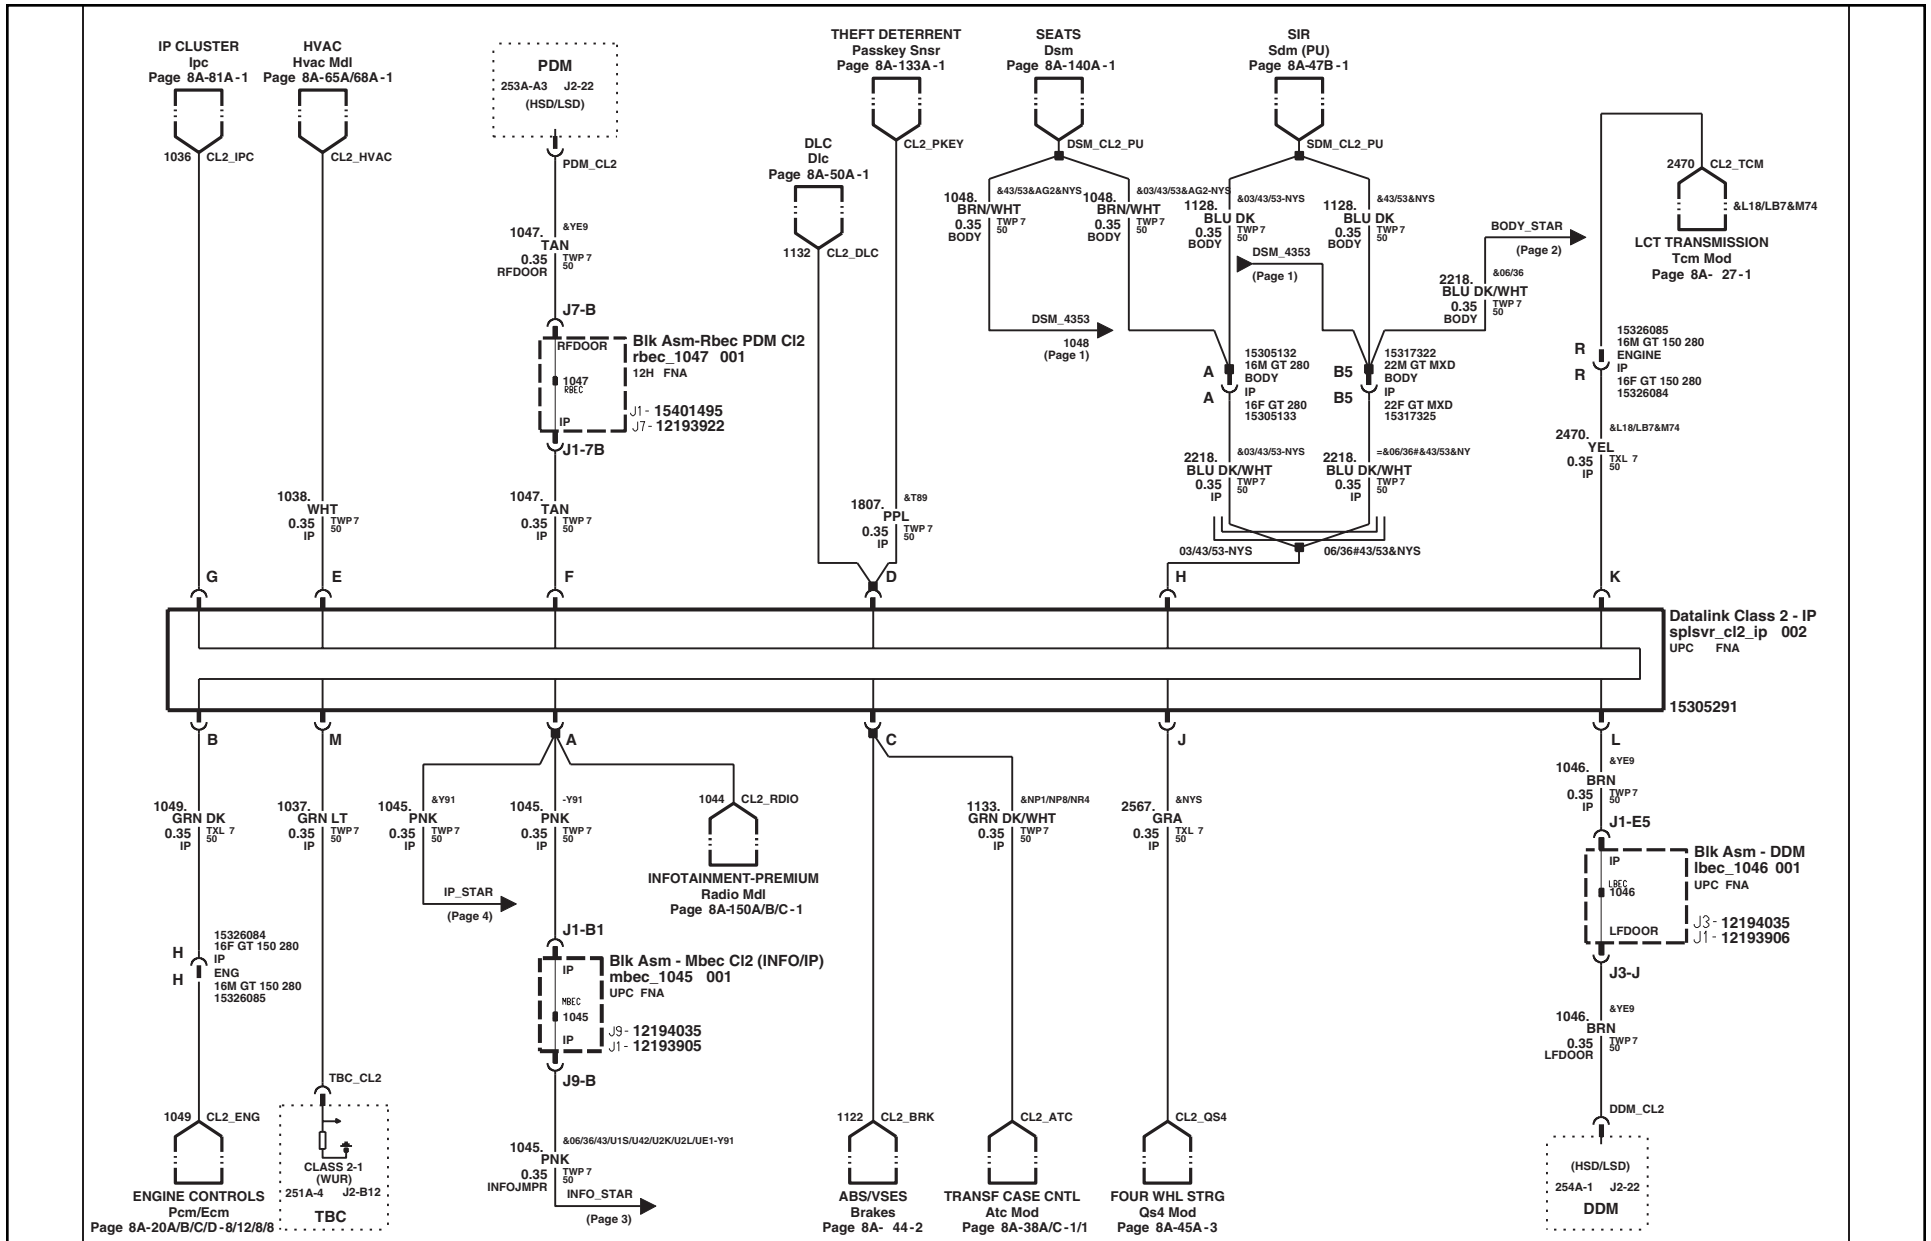 IP CLUSTER
Ipc
Page 8A-81A-1
1036 CL2_IPC
HVAC
Hvac Mdl
Page 8A-65A/68A-1
CL2_HVAC
PDM
253A-A3 J2-22
(HSD/LSD)
PDM_CL2
THEFT DETERRENT
Passkey Snsr
Page 8A-133A-1
CL2_PKEY
DLC
Dlc
Page 8A-50A-1
1132 CL2_DLC
SEATS
Dsm
Page 8A-140A-1
DSM_CL2_PU
SIR
Sdm (PU)
Page 8A-47B-1
SDM_CL2_PU
2470 CL2_TCM
&L18/LB7&M74
LCT TRANSMISSION
Tcm Mod
Page 8A- 27-1
1047. &YE9
TAN
0.35 TWP 7
50
RFDOOR
1048. &43/53&AG2&NYS
BRN/WHT
0.35 TWP 7
50
BODY
1048. &03/43/53&AG2-NYS
BRN/WHT
0.35 TWP 7
50
BODY
1128. &03/43/53-NYS
BLU DK
0.35 TWP 7
50
BODY
1128. &43/53&NYS
BLU DK
0.35 TWP 7
50
BODY
DSM_4353
(Page 1)
BODY_STAR
(Page 2)
2218. &06/36
BLU DK/WHT
0.35 TWP 7
50
BODY
DSM_4353
1048
(Page 1)
J7-B
RFDOOR
1047
RBEC
IP
Blk Asm-Rbec PDM Cl2
rbec_1047 001
12H FNA
J1- 15401495
J7- 12193922
J1-7B
15305132
16M GT 280
A BODY
A IP
16F GT 280
15305133
15317322
22M GT MXD
B5 BODY
B5 IP
22F GT MXD
15317325
15326085
16M GT 150 280
R ENGINE
R IP
16F GT 150 280
15326084
2470. &L18/LB7&M74
YEL
0.35 TXL 7
50
IP
1038.
WHT
0.35 TWP 7
50
IP
1047.
TAN
0.35 TWP 7
50
IP
1807. &T89
PPL
0.35 TWP 7
50
IP
2218. &03/43/53-NYS
BLU DK/WHT
0.35 TWP 7
50
IP
2218. =&06/36#&43/53&NY
BLU DK/WHT
0.35 TWP 7
50
IP
03/43/53-NYS 06/36#43/53&NYS
G E F D H K
Datalink Class 2 - IP
splsvr_cl2_ip 002
UPC FNA
15305291
B M A C J L
1049.
GRN DK
0.35 TXL 7
50
IP
1037.
GRN LT
0.35 TWP 7
50
IP
1045. &Y91
PNK
0.35 TWP 7
50
IP
1045. -Y91
PNK
0.35 TWP 7
50
IP
1044 CL2_RDIO
INFOTAINMENT-PREMIUM
Radio Mdl
Page 8A-150A/B/C-1
IP_STAR
(Page 4)
1133. &NP1/NP8/NR4
GRN DK/WHT
0.35 TWP 7
50
IP
2567. &NYS
GRA
0.35 TXL 7
50
IP
1046. &YE9
BRN
0.35 TWP 7
50
IP
J1-E5
IP
LBEC
1046
LFDOOR
Blk Asm - DDM
lbec_1046 001
UPC FNA
J3- 12194035
J1- 12193906
J3-J
15326084
16F GT 150 280
H IP
H ENG
16M GT 150 280
15326085
J1-B1
IP
MBEC
1045
IP
Blk Asm - Mbec Cl2 (INFO/IP)
mbec_1045 001
UPC FNA
J9- 12194035
J1- 12193905
J9-B
1046. &YE9
BRN
0.35 TWP 7
50
LFDOOR
1049 CL2_ENG
ENGINE CONTROLS
Pcm/Ecm
Page 8A-20A/B/C/D-8/12/8/8
TBC_CL2
CLASS 2-1
(WUR)
251A-4 J2-B12
TBC
1045. &06/36/43/U1S/U42/U2K/U2L/UE1-Y91
PNK
0.35 TWP 7
50
INFOJMPR
INFO_STAR
(Page 3)
1122 CL2_BRK
ABS/VSES
Brakes
Page 8A- 44-2
CL2_ATC
TRANSF CASE CNTL
Atc Mod
Page 8A-38A/C-1/1
CL2_QS4
FOUR WHL STRG
Qs4 Mod
Page 8A-45A-3
DDM_CL2
(HSD/LSD)
254A-1 J2-22
DDM